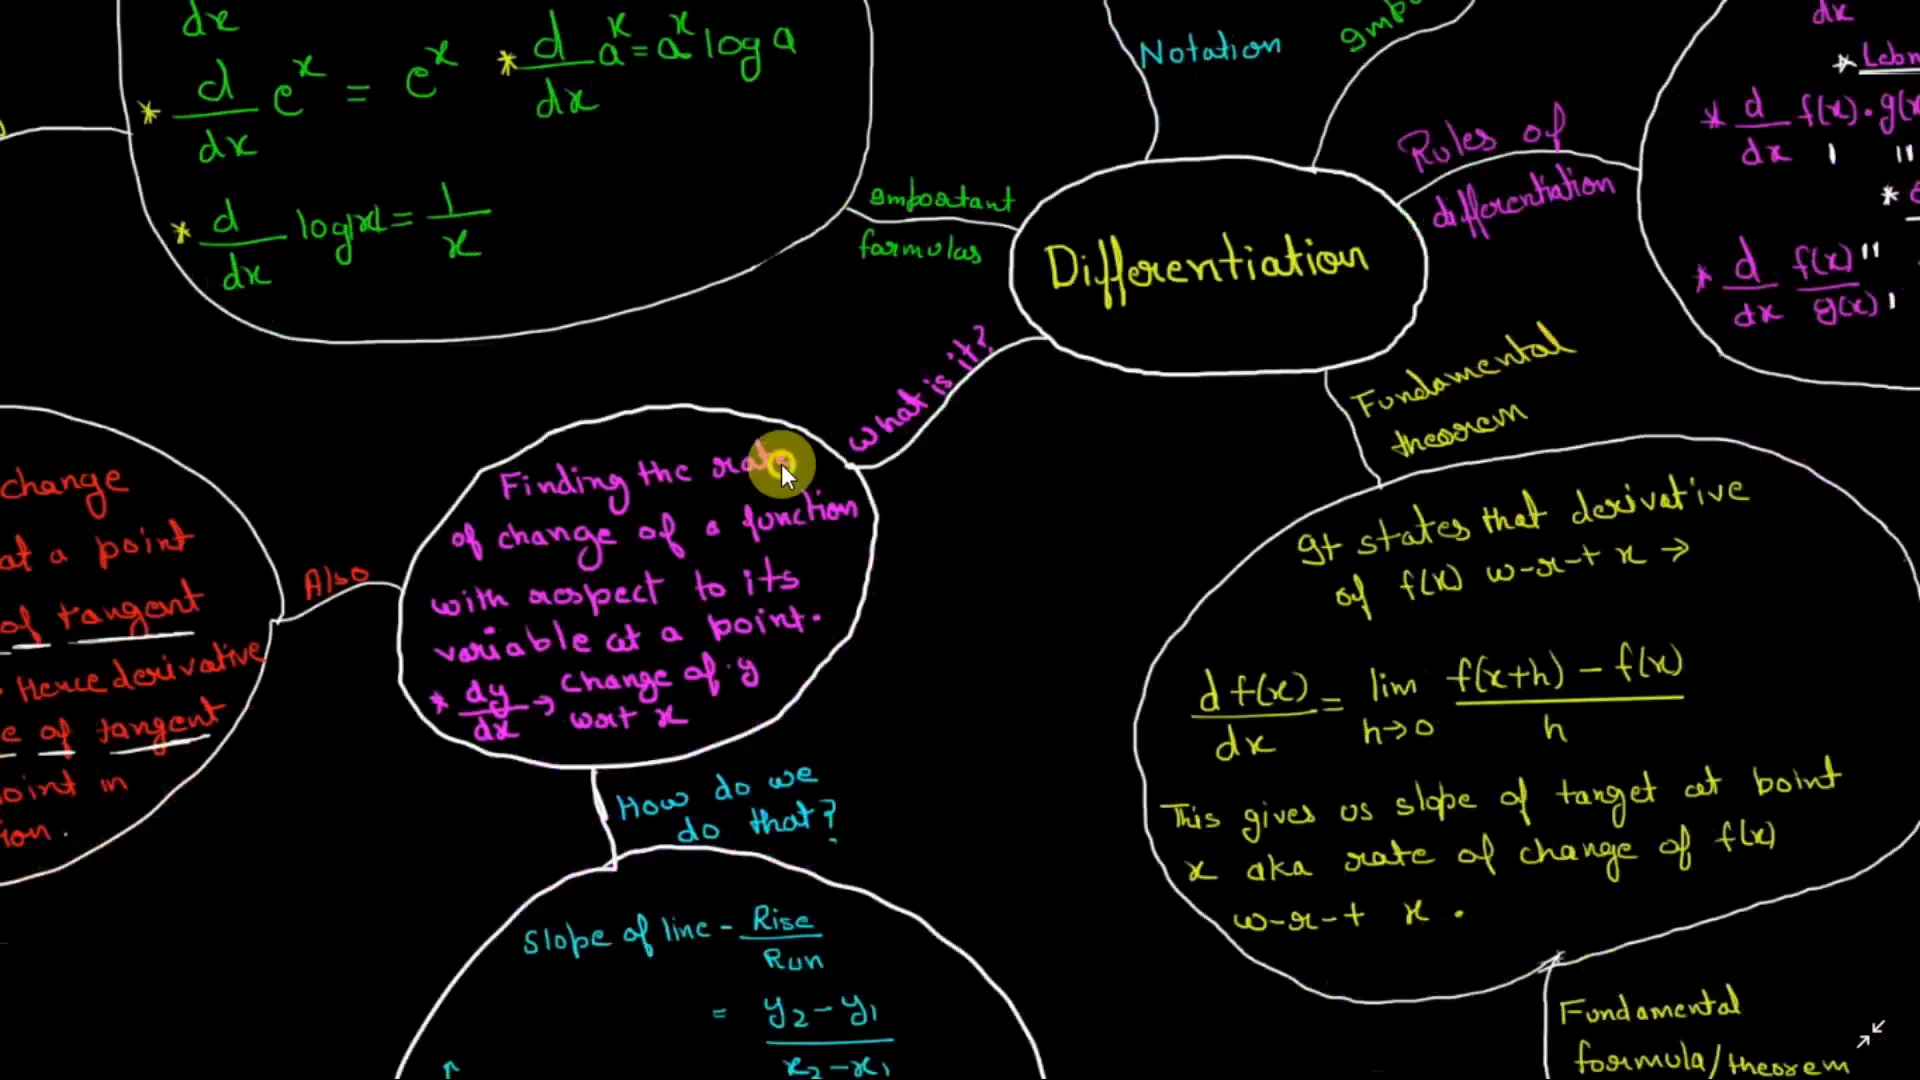 dx
* d/dx e^x = e^x * d/dx a^x = a^x log a
* d/dx log|x| = 1/x
Important
formulas
Notation
Rules of
differentiation
Differentiation
dx
* d/dx f(x).g(x
dx ' "
* d/dx f(x)"/g(x)'
What is it?
Finding the rate
of change of a function
with respect to its
variable at a point.
* dy/dx → Change of y
wrt x
Also
change
at a point
of tangent
. Hence derivative
of tangent
in
How do we
do that?
Slope of line - Rise/Run
= y2 - y1 / x2 - x1
Fundamental
theorem
It states that derivative
of f(x) w-r-t x →
d f(x)/dx = lim h→0 f(x+h) - f(x) / h
This gives us slope of tanget at point
x aka rate of change of f(x)
w-r-t x .
Fundamental
formula/theorem